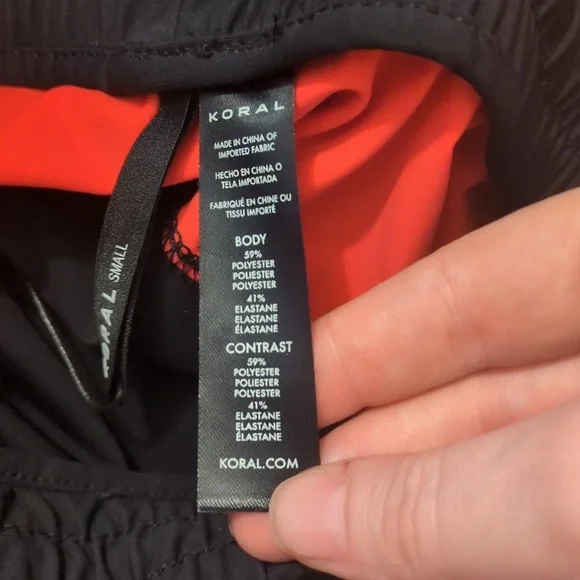 KORAL
MADE IN CHINA OF
IMPORTED FABRIC
HECHO EN CHINA O
TELA IMPORTADA
FABRIQUÉ EN CHINE OU
TISSU IMPORTÉ
BODY
59%
POLYESTER
POLIESTER
POLYESTER
41%
ELASTANE
ELASTANE
ÉLASTANE
CONTRAST
59%
POLYESTER
POLIESTER
POLYESTER
41%
ELASTANE
ELASTANE
ÉLASTANE
KORAL.COM
KORAL SMALL